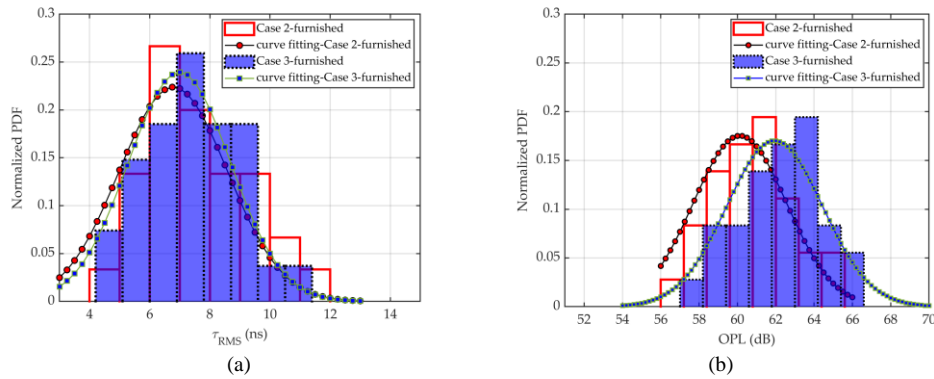 0.3
0.25
0.2
0.15
0.1
0.05
0
Normalized PDF
Case 2-furnished
curve fitting-Case 2-furnished
Case 3-furnished
curve fitting-Case 3-furnished
4 6 8 10 12 14
τRMS (ns)
(a)
0.3
0.25
0.2
0.15
0.1
0.05
0
Normalized PDF
Case 2-furnished
curve fitting-Case 2-furnished
Case 3-furnished
curve fitting-Case 3-furnished
52 54 56 58 60 62 64 66 68 70
OPL (dB)
(b)